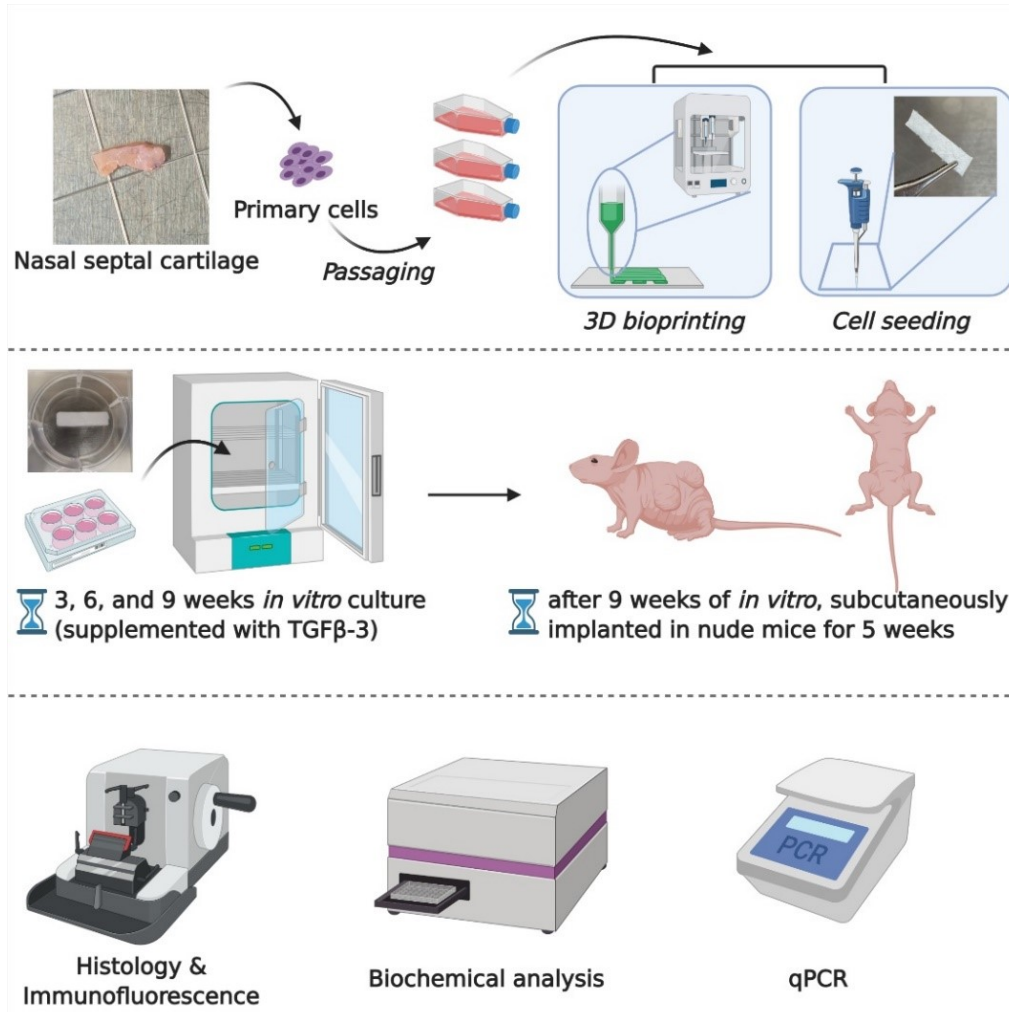 Nasal septal cartilage
Primary cells
Passaging
3D bioprinting
Cell seeding
3, 6, and 9 weeks in vitro culture
(supplemented with TGFβ-3)
after 9 weeks of in vitro, subcutaneously
implanted in nude mice for 5 weeks
PCR
Histology &
Immunofluorescence
Biochemical analysis
qPCR